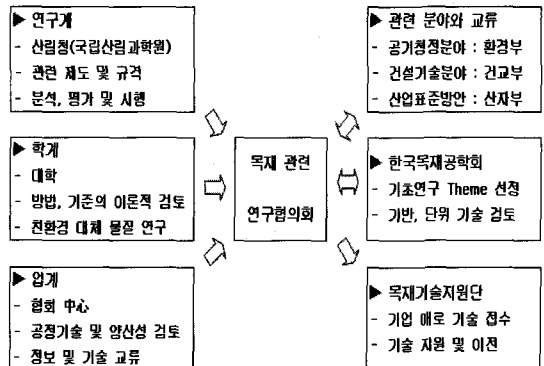 ▶ 연구계
- 산림청(국립산림과학원)
- 관련 제도 및 규격
- 분석, 평가 및 시행
▶ 학계
- 대학
- 방법, 기준의 이론적 검토
- 친환경 대체 물질 연구
▶ 업계
- 협회 中心
- 공정기술 및 양산성 검토
- 정보 및 기술 교류
목재 관련
연구협의회
▶ 관련 분야와 교류
- 공기청정분야 : 환경부
- 건설기술분야 : 건교부
- 산업표준방안 : 산자부
▶ 한국목재공학회
- 기초연구 Theme 선정
- 기반, 단위 기술 검토
▶ 목재기술지원단
- 기업 애로 기술 접수
- 기술 지원 및 이전